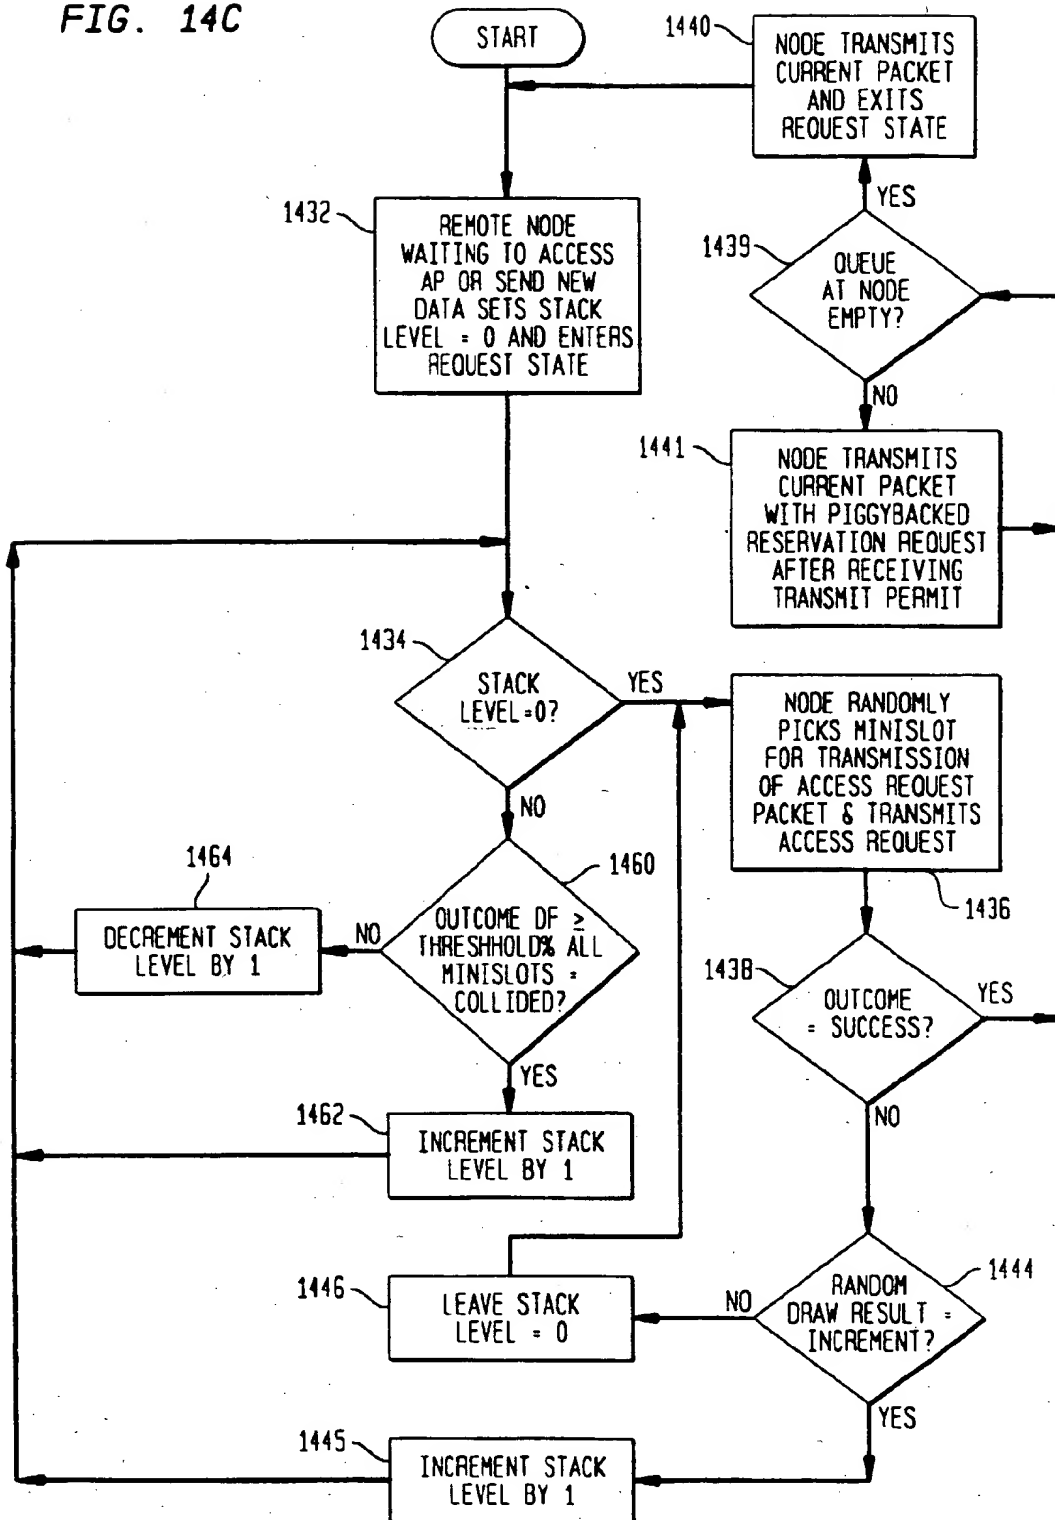 FIG. 14C
START
1440
NODE TRANSMITS
CURRENT PACKET
AND EXITS
REQUEST STATE
YES
1432
REMOTE NODE
WAITING TO ACCESS
AP OR SEND NEW
DATA SETS STACK
LEVEL = 0 AND ENTERS
REQUEST STATE
1439
QUEUE
AT NODE
EMPTY?
NO
1441
NODE TRANSMITS
CURRENT PACKET
WITH PIGGYBACKED
RESERVATION REQUEST
AFTER RECEIVING
TRANSMIT PERMIT
1434
STACK
LEVEL=0?
YES
NO
NODE RANDOMLY
PICKS MINISLOT
FOR TRANSMISSION
OF ACCESS REQUEST
PACKET & TRANSMITS
ACCESS REQUEST
1436
1464
DECREMENT STACK
LEVEL BY 1
NO
1460
OUTCOME OF ≥
THRESHHOLD% ALL
MINISLOTS =
COLLIDED?
YES
1438
OUTCOME
= SUCCESS?
YES
NO
1462
INCREMENT STACK
LEVEL BY 1
1446
LEAVE STACK
LEVEL = 0
NO
1444
RANDOM
DRAW RESULT =
INCREMENT?
YES
1445
INCREMENT STACK
LEVEL BY 1